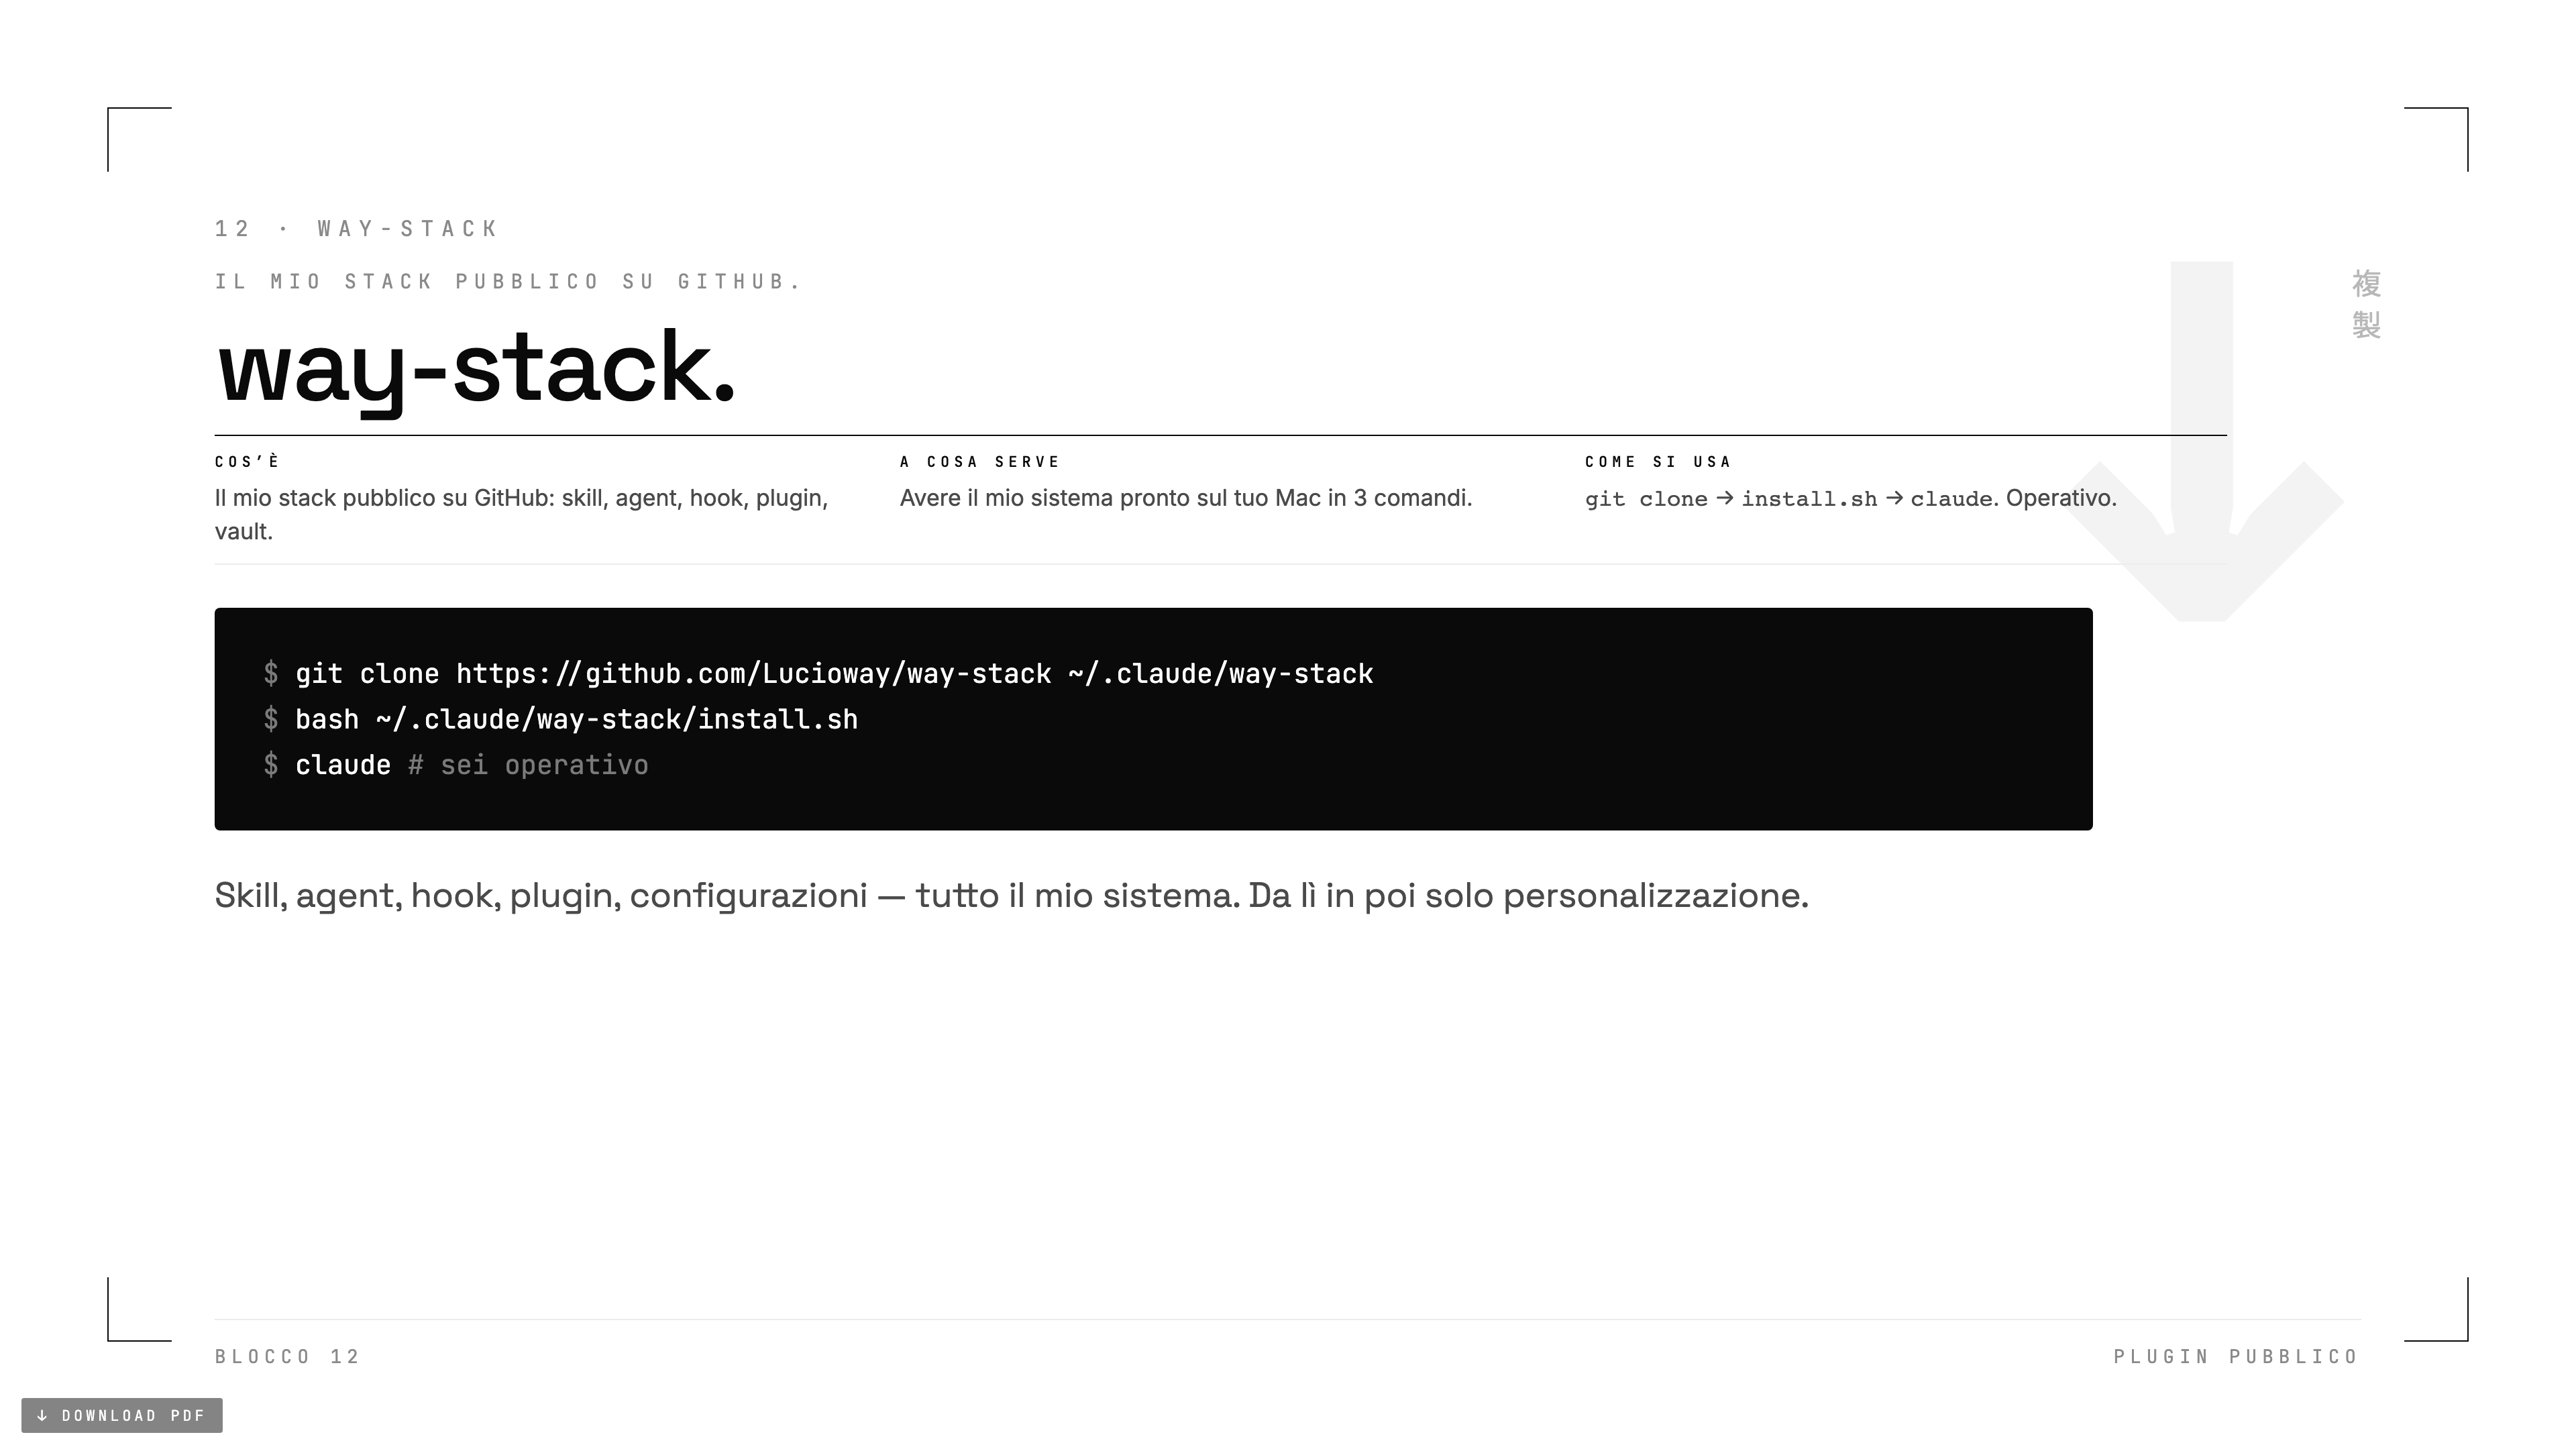 12 · WAY-STACK
IL MIO STACK PUBBLICO SU GITHUB.
複
製
way-stack.
COS’È
Il mio stack pubblico su GitHub: skill, agent, hook, plugin,
vault.
A COSA SERVE
Avere il mio sistema pronto sul tuo Mac in 3 comandi.
COME SI USA
git clone → install.sh → claude. Operativo.
$ git clone https://github.com/Lucioway/way-stack ~/.claude/way-stack
$ bash ~/.claude/way-stack/install.sh
$ claude # sei operativo
Skill, agent, hook, plugin, configurazioni — tutto il mio sistema. Da lì in poi solo personalizzazione.
BLOCCO 12
PLUGIN PUBBLICO
↓ DOWNLOAD PDF